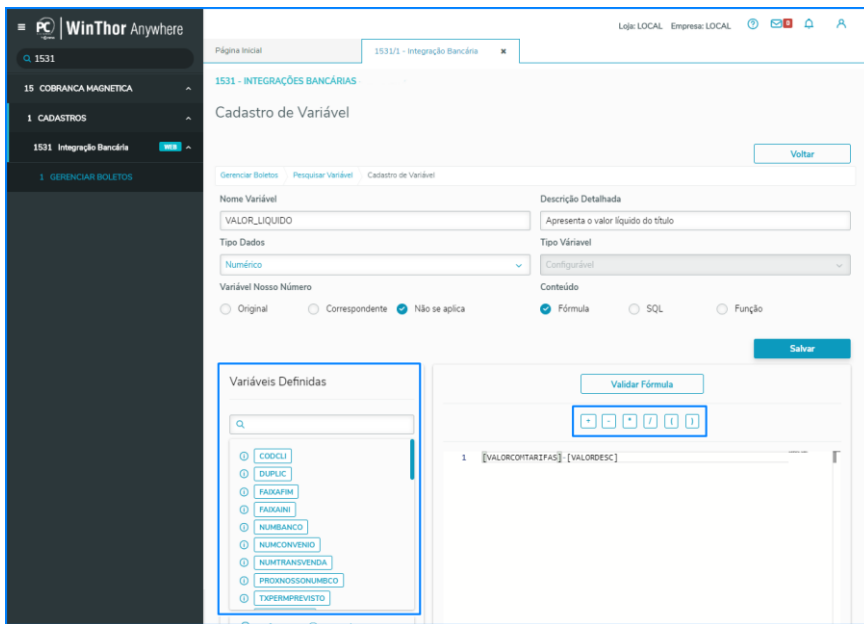 WinThor Anywhere
Loja: LOCAL Empresa: LOCAL
1531
Página Inicial
1531/1 - Integração Bancária
15 COBRANCA MAGNETICA
1 CADASTROS
1531 Integração Bancária WEB
1 GERENCIAR BOLETOS
1531 - INTEGRAÇÕES BANCÁRIAS
Cadastro de Variável
Voltar
Gerenciar Boletos Pesquisar Variável Cadastro de Variável
Nome Variável
Descrição Detalhada
VALOR_LIQUIDO
Apresenta o valor líquido do título
Tipo Dados
Tipo Váriavel
Numérico
Configurável
Variável Nosso Número
Conteúdo
Original Correspondente Não se aplica
Fórmula SQL Função
Salvar
Variáveis Definidas
CODCLI
DUPLIC
FAIXAFIM
FAIXAINI
NUMBANCO
NUMCONVENIO
NUMTRANSVENDA
PROXNOSSONUMBCO
TXPERMPREVISTO
Validar Fórmula
+ - * / ( )
1 [VALORCOMTARIFAS]-[VALORDESC]